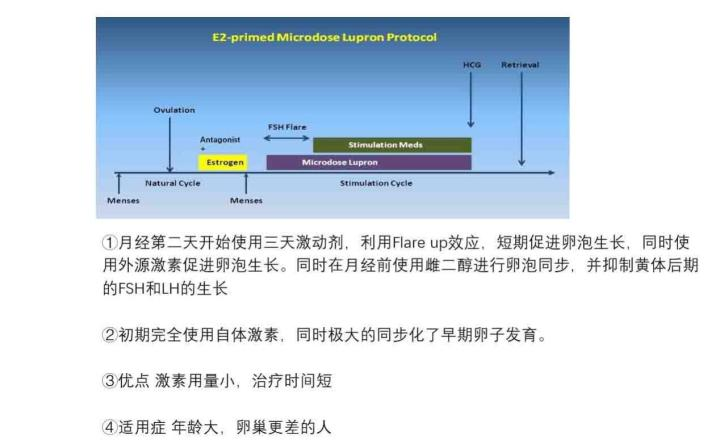 E2-primed Microdose Lupron Protocol
HCG Retrieval
Ovulation
FSH Flare
Antagonist
+
Stimulation Meds
Estrogen
Microdose Lupron
Natural Cycle
Stimulation Cycle
Menses
Menses
①月经第二天开始使用三天激动剂，利用Flare up效应，短期促进卵泡生长，同时使
用外源激素促进卵泡生长。同时在月经前使用雌二醇进行卵泡同步，并抑制黄体后期
的FSH和LH的生长
②初期完全使用自体激素，同时极大的同步化了早期卵子发育。
③优点 激素用量小，治疗时间短
④适用症 年龄大，卵巢更差的人